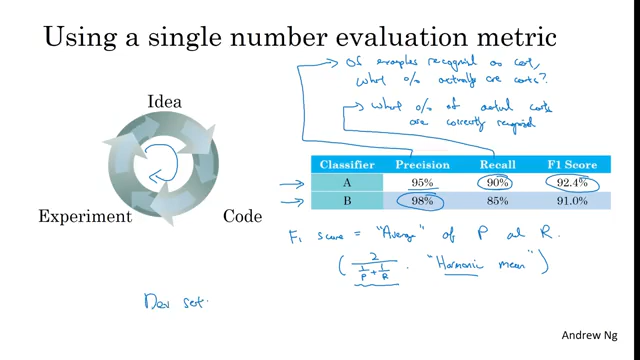 Using a single number evaluation metric
Of examples recognized as cat,
What % actually are cats?
What % of actual cats
are correctly recognized
Idea
Experiment
Code
Classifier Precision Recall F1 Score
A 95% 90% 92.4%
B 98% 85% 91.0%
F1 score = "Average" of P and R.
( 2 / (1/P + 1/R) . "Harmonic mean" )
Dev set.
Andrew Ng